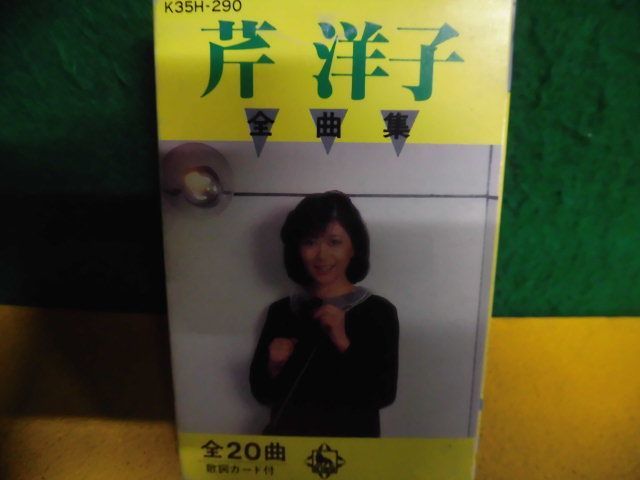 K35H-290
芹 洋子
全曲集
全20曲
歌詞カード付